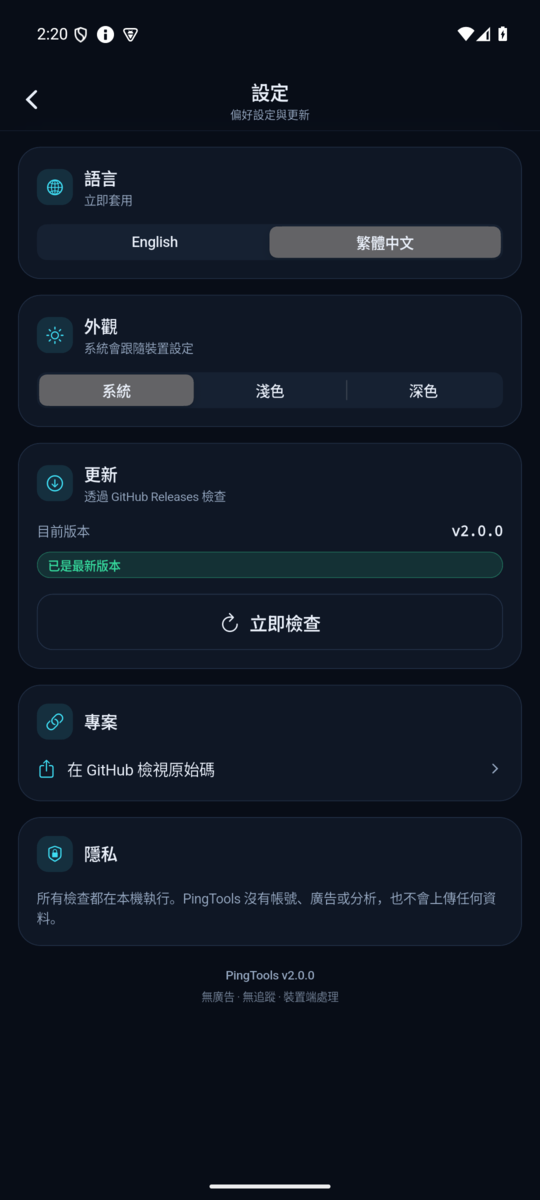 2:20
設定
偏好設定與更新
語言
立即套用
English
繁體中文
外觀
系統會跟隨裝置設定
系統
淺色
深色
更新
透過 GitHub Releases 檢查
目前版本
v2.0.0
已是最新版本
立即檢查
專案
在 GitHub 檢視原始碼
隱私
所有檢查都在本機執行。PingTools 沒有帳號、廣告或分析，也不會上傳任何資
料。
PingTools v2.0.0
無廣告 · 無追蹤 · 裝置端處理